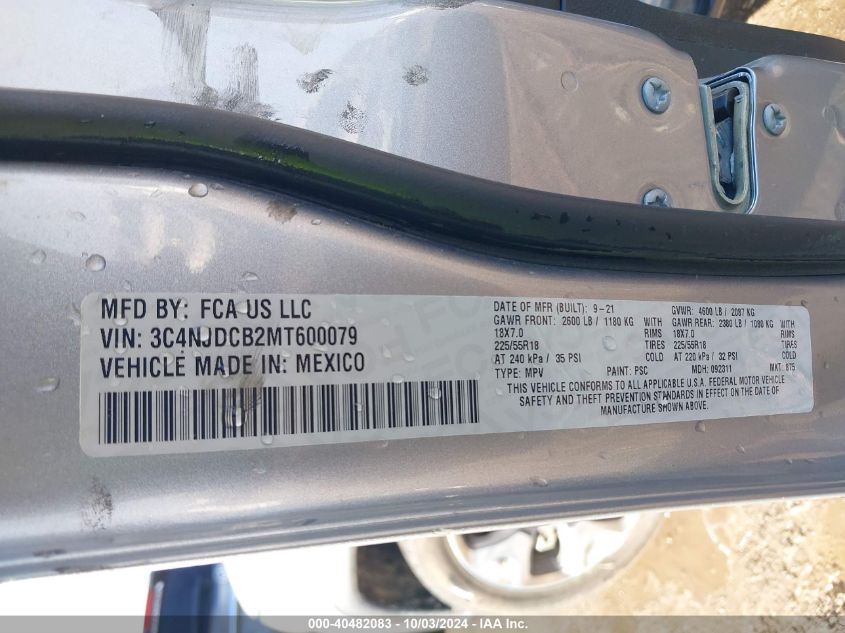 MFD BY: FCA US LLC
VIN: 3C4NJDCB2MT600079
VEHICLE MADE IN: MEXICO
DATE OF MFR (BUILT): 9-21
GVWR: 4600 LB / 2087 KG
GAWR FRONT: 2600 LB / 1180 KG WITH
GAWR REAR: 2380 LB / 1080 KG WITH
18X7.0 RIMS 18X7.0 RIMS
225/55R18 TIRES 225/55R18 TIRES
AT 240 kPa / 35 PSI COLD AT 220 kPa / 32 PSI COLD
TYPE: MPV PAINT: PSC MDH: 092311 MXT: 875
THIS VEHICLE CONFORMS TO ALL APPLICABLE U.S.A. FEDERAL MOTOR VEHICLE
SAFETY AND THEFT PREVENTION STANDARDS IN EFFECT ON THE DATE OF
MANUFACTURE SHOWN ABOVE.
000-40482083 - 10/03/2024 - IAA Inc.